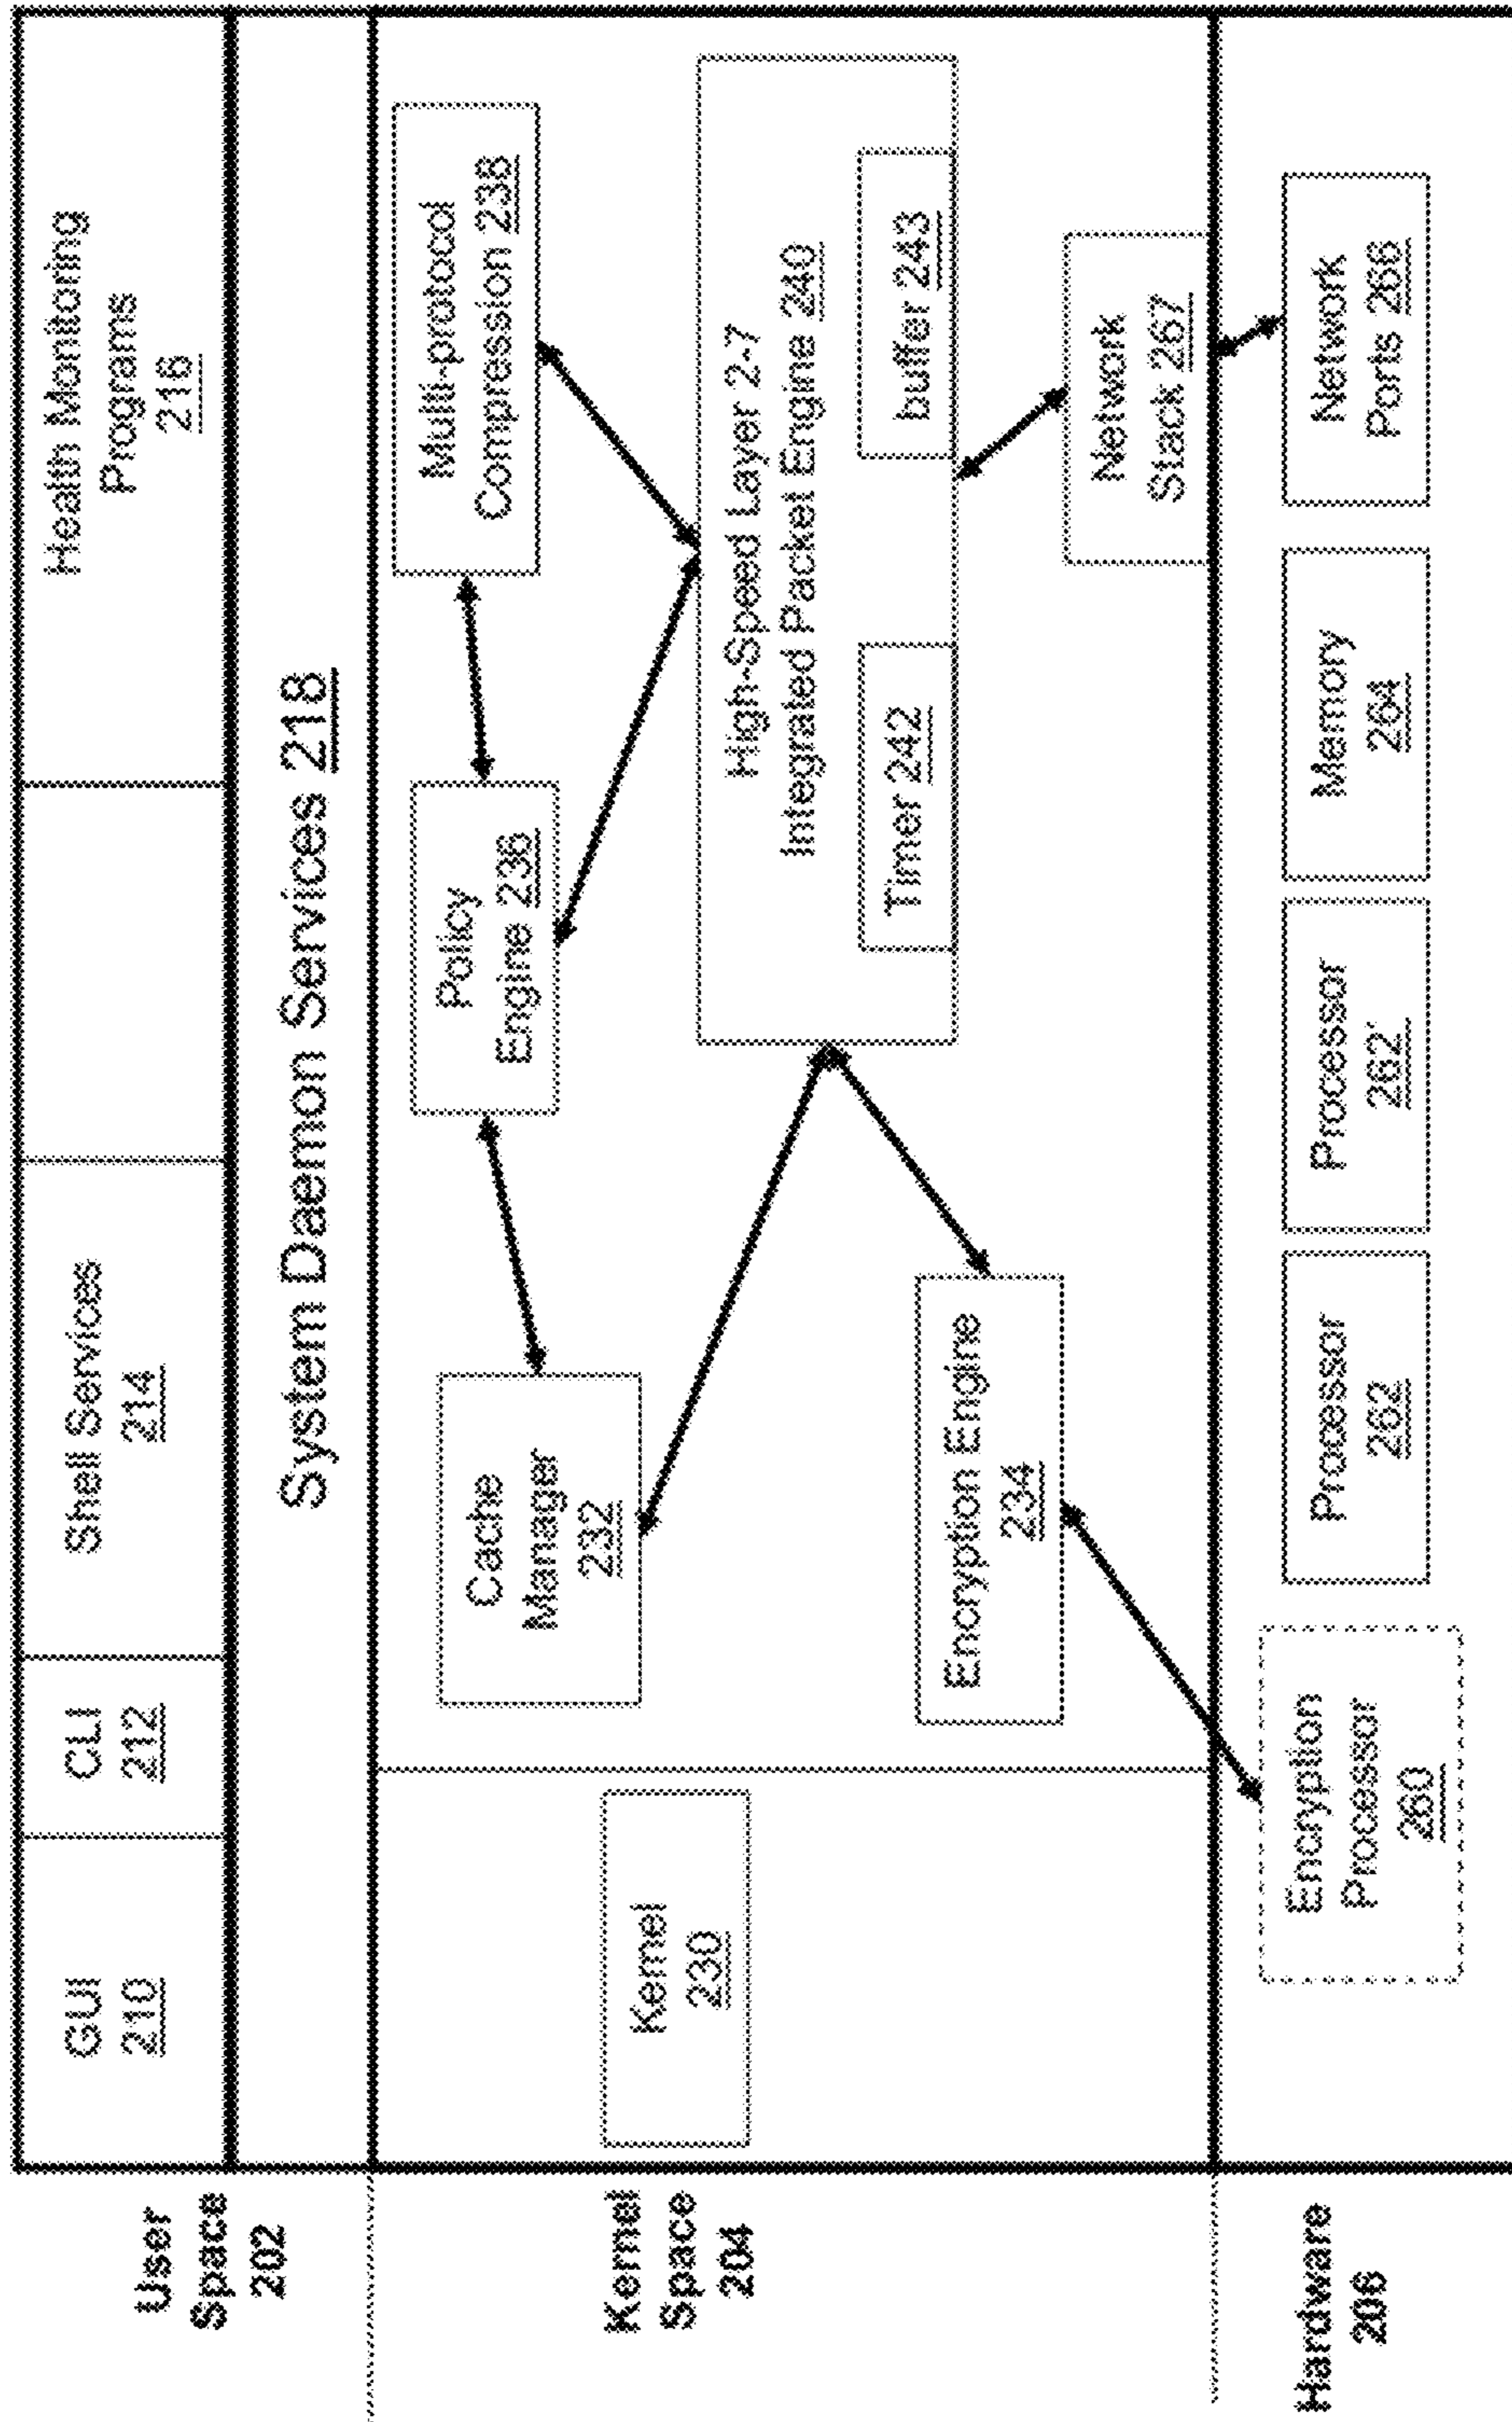 User
Space
202
GUI
210
CLI
212
Shell Services
214
Health Monitoring
Programs
216
System Daemon Services 218
Kernel
Space
204
Kernel
230
Cache
Manager
232
Policy
Engine 236
Multi-protocol
Compression 238
High-Speed Layer 2-7
Integrated Packet Engine 240
Timer 242
buffer 243
Encryption Engine
234
Network
Stack 267
Hardware
206
Encryption
Processor
260
Processor
262
Processor
262'
Memory
264
Network
Ports 266